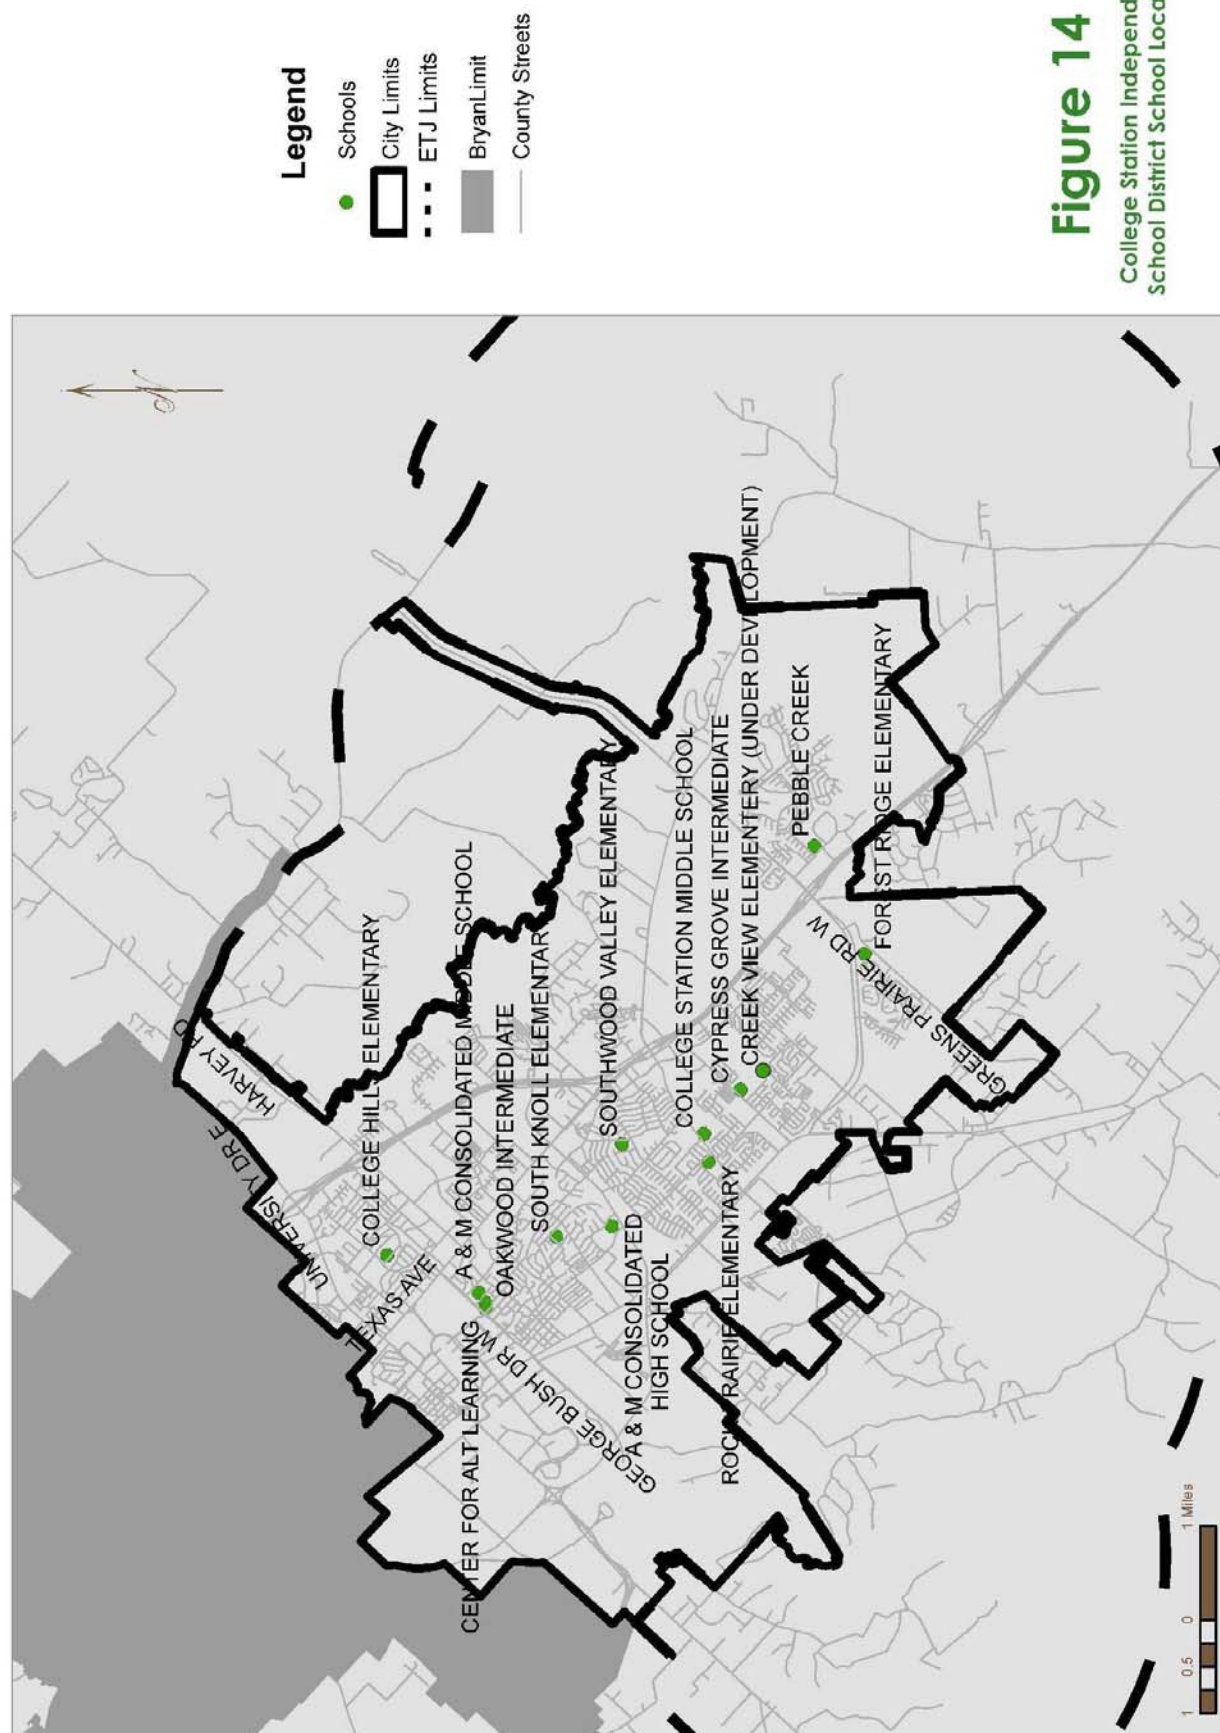 Legend
Schools
City Limits
ETJ Limits
BryanLimit
County Streets
Figure 14
College Station Independ
School District School Loca
N
HARVEY RD
UNIVERSITY DR E
TEXAS AVE
COLLEGE HILLS ELEMENTARY
A & M CONSOLIDATED MIDDLE SCHOOL
CENTER FOR ALT LEARNING
OAKWOOD INTERMEDIATE
SOUTH KNOLL ELEMENTARY
GEORGE BUSH DR W
SOUTHWOOD VALLEY ELEMENTARY
A & M CONSOLIDATED
HIGH SCHOOL
COLLEGE STATION MIDDLE SCHOOL
CYPRESS GROVE INTERMEDIATE
ROCK PRAIRIE ELEMENTARY
CREEK VIEW ELEMENTERY (UNDER DEVELOPMENT)
PEBBLE CREEK
FOREST RIDGE ELEMENTARY
GREENS PRAIRIE RD W
1 0.5 0 1 Miles